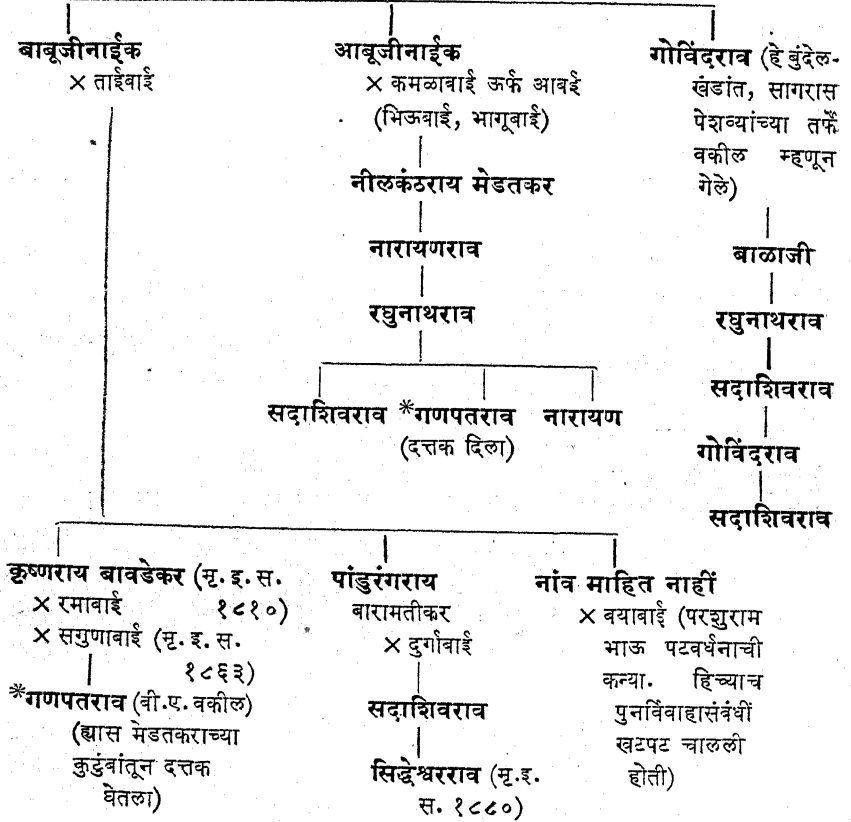 बाबूजीनाईक
× ताईबाई
आबूजीनाईक
× कमळाबाई ऊर्फ आबई
(भिऊबाई, भागूबाई)
नीलकंठराय मेडतकर
नारायणराव
रघुनाथराव
सदाशिवराव *गणपतराव नारायण
(दत्तक दिला)
गोविंदराव (हे बुंदेल-
खंडांत, सागरास
पेशव्यांच्या तर्फे
वकील म्हणून
गेले)
बाळाजी
रघुनाथराव
सदाशिवराव
गोविंदराव
सदाशिवराव
कृष्णराय बावडेकर (मृ. इ. स.
× रमाबाई १८१०)
× सगुणाबाई (मृ. इ. स.
१८६३)
*गणपतराव (बी. ए. वकील)
(ह्यास मेडतकराच्या
कुटुंबांतून दत्तक
घेतला)
पांडुरंगराय
बारामतीकर
× दुर्गाबाई
सदाशिवराव
सिद्धेश्वरराव (मृ. इ.
स. १८८०)
नांव माहित नाहीं
× बयाबाई (परशुराम
भाऊ पटवर्धनाची
कन्या. हिच्याच
पुनर्विवाहासंबंधीं
खटपट चालली
होती)